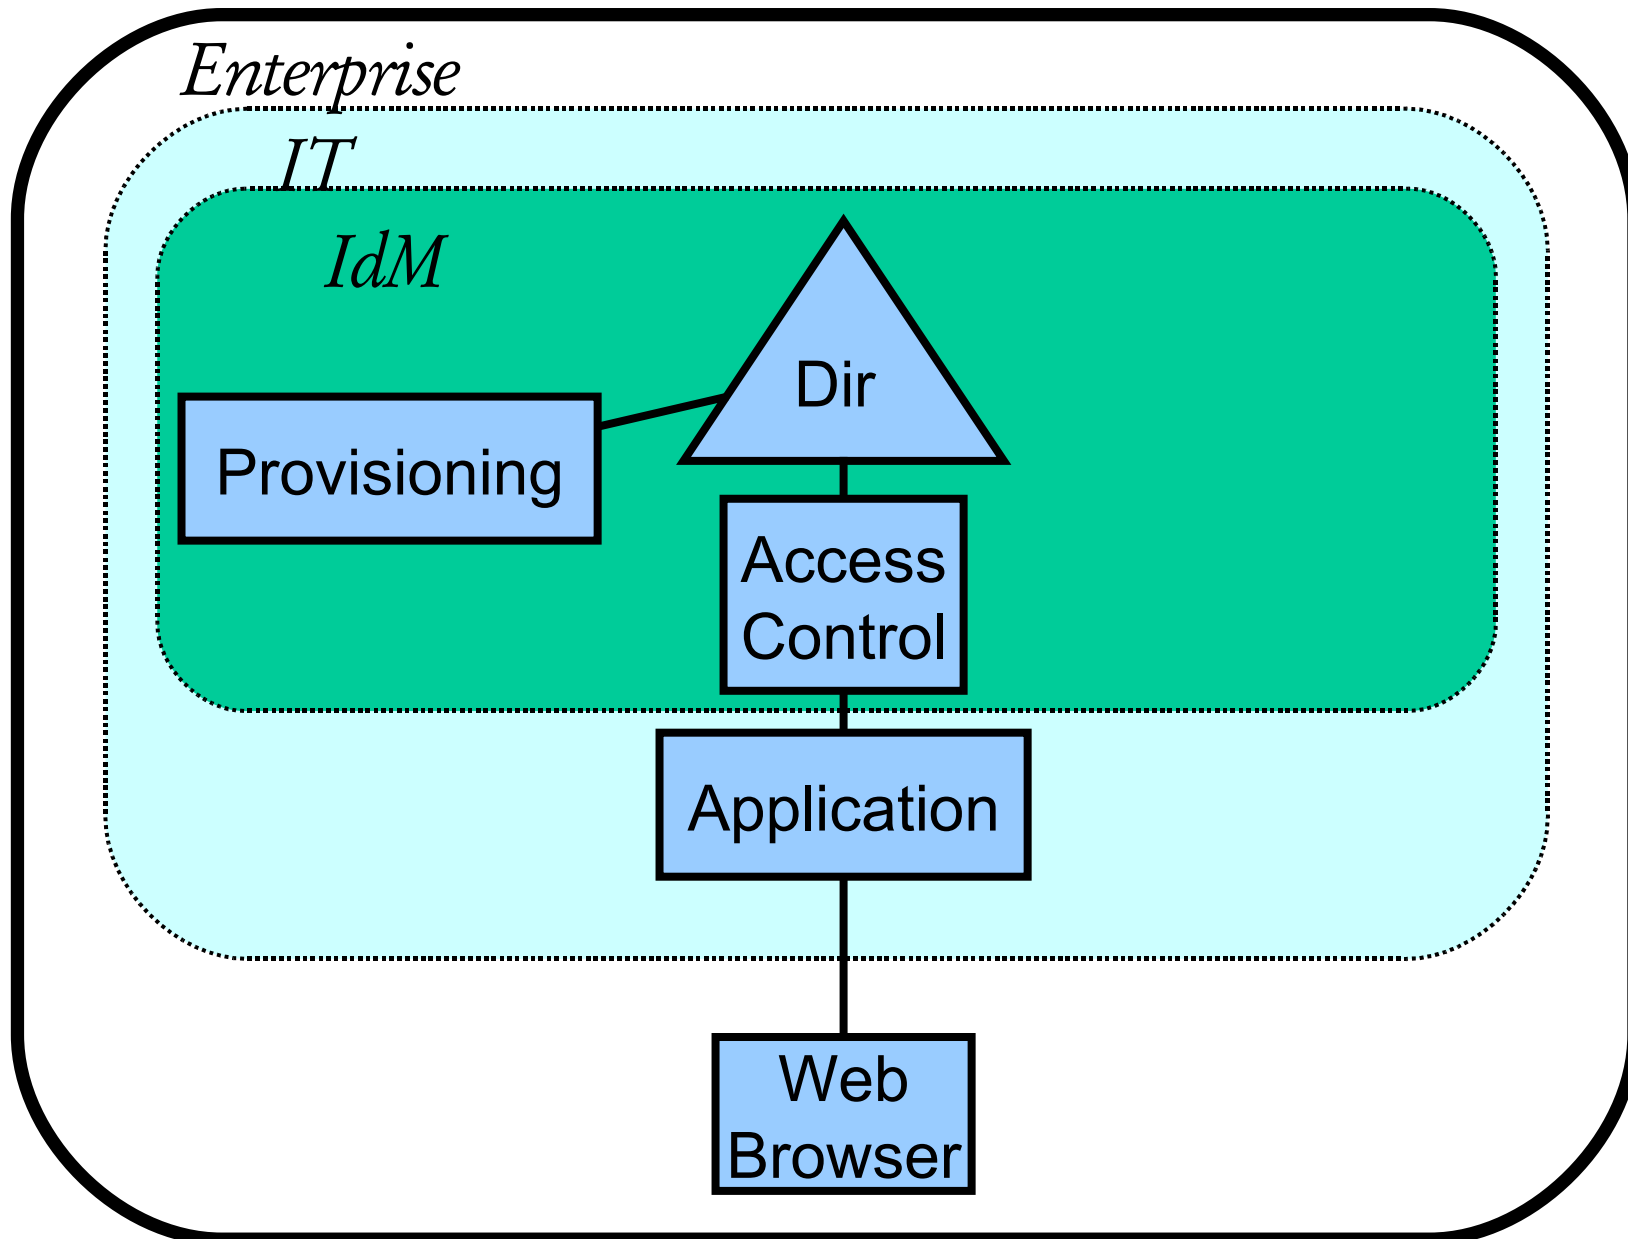 Enterprise
IT
IdM
Dir
Provisioning
Access
Control
Application
Web
Browser